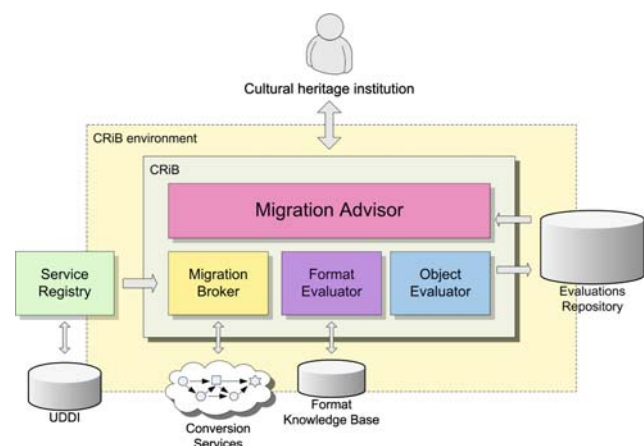 Cultural heritage institution
CRiB environment
CRiB
Migration Advisor
Service
Registry
Migration
Broker
Format
Evaluator
Object
Evaluator
Evaluations
Repository
UDDI
Conversion
Services
Format
Knowledge Base